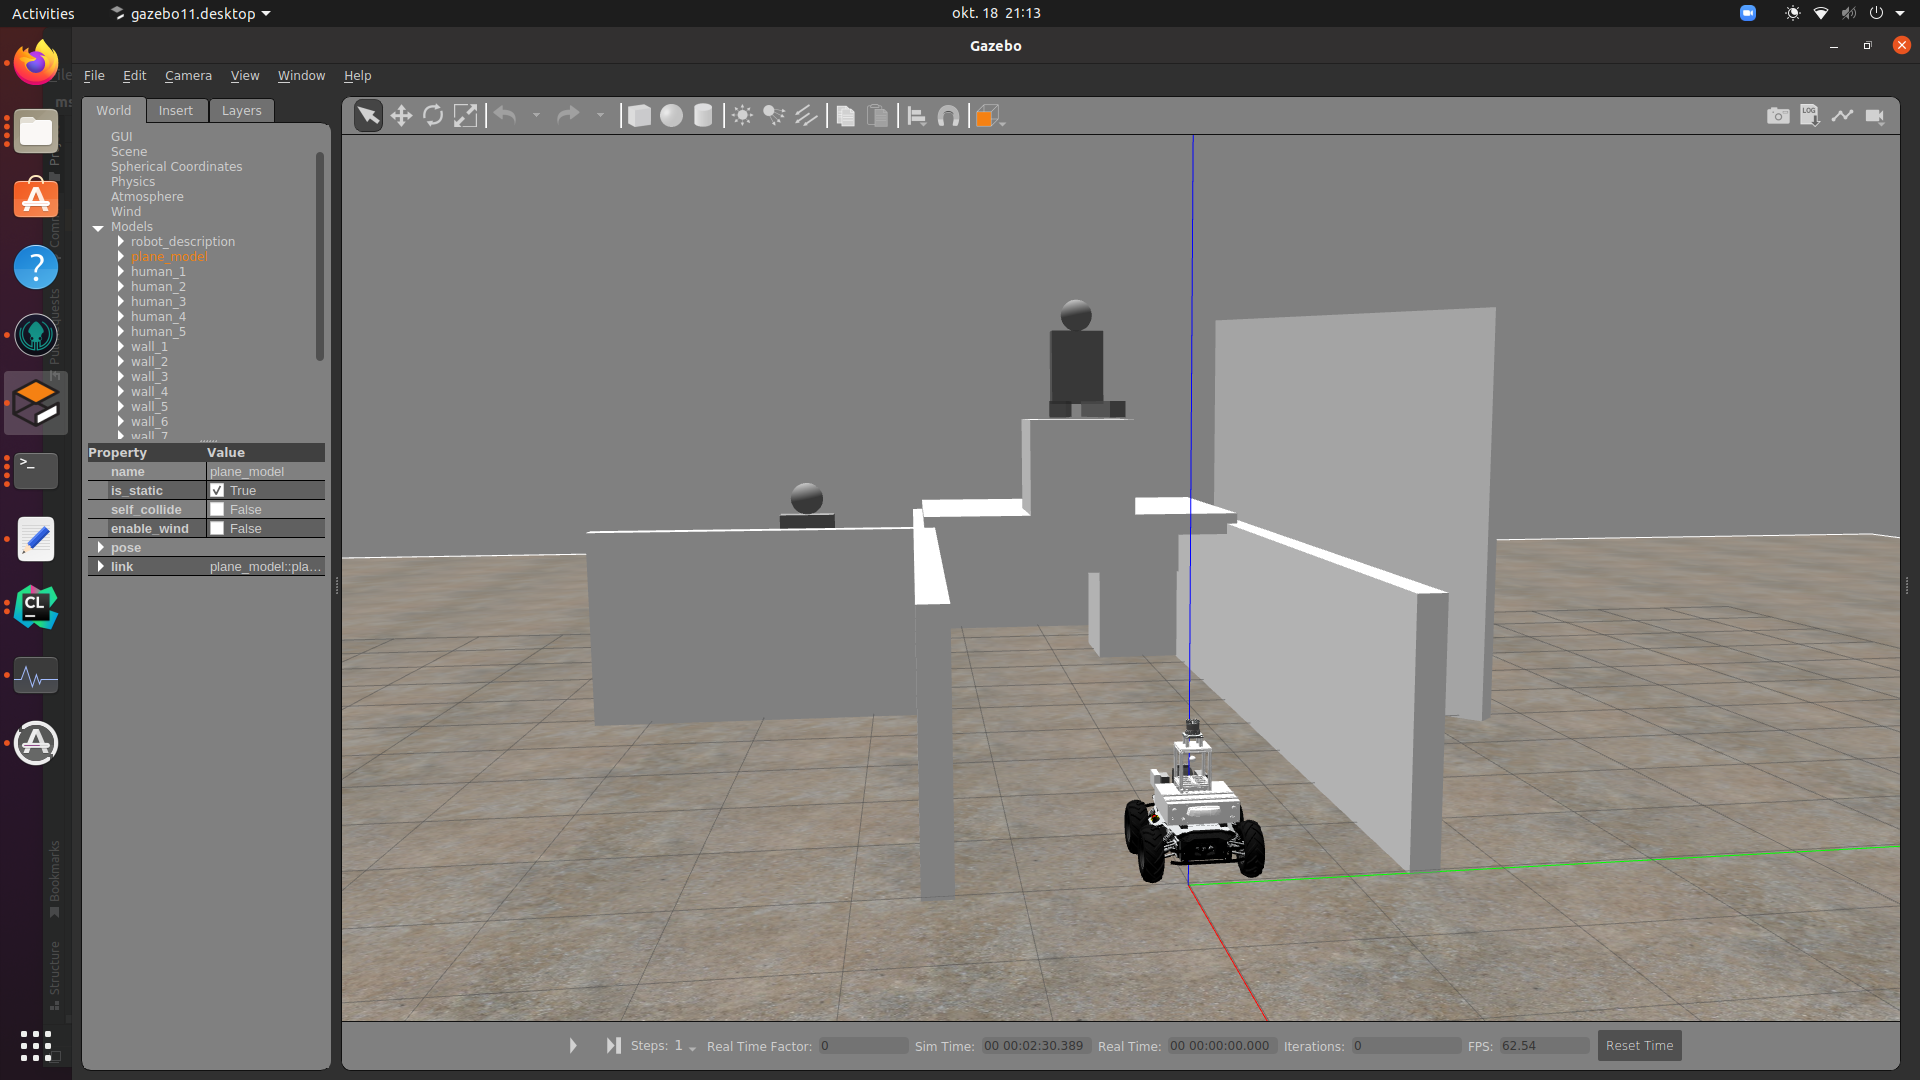 Activities
gazebo11.desktop
okt. 18 21:13
Gazebo
File Edit Camera View Window Help
World Insert Layers
GUI
Scene
Spherical Coordinates
Physics
Atmosphere
Wind
Models
robot_description
plane_model
human_1
human_2
human_3
human_4
human_5
wall_1
wall_2
wall_3
wall_4
wall_5
wall_6
wall_7
Property Value
name plane_model
is_static True
self_collide False
enable_wind False
pose
link plane_model::pla...
LOG
CL
>_
?
Bookmarks
Structure
Steps: 1 Real Time Factor: 0 Sim Time: 00 00:02:30.389 Real Time: 00 00:00:00.000 Iterations: 0 FPS: 62.54 Reset Time